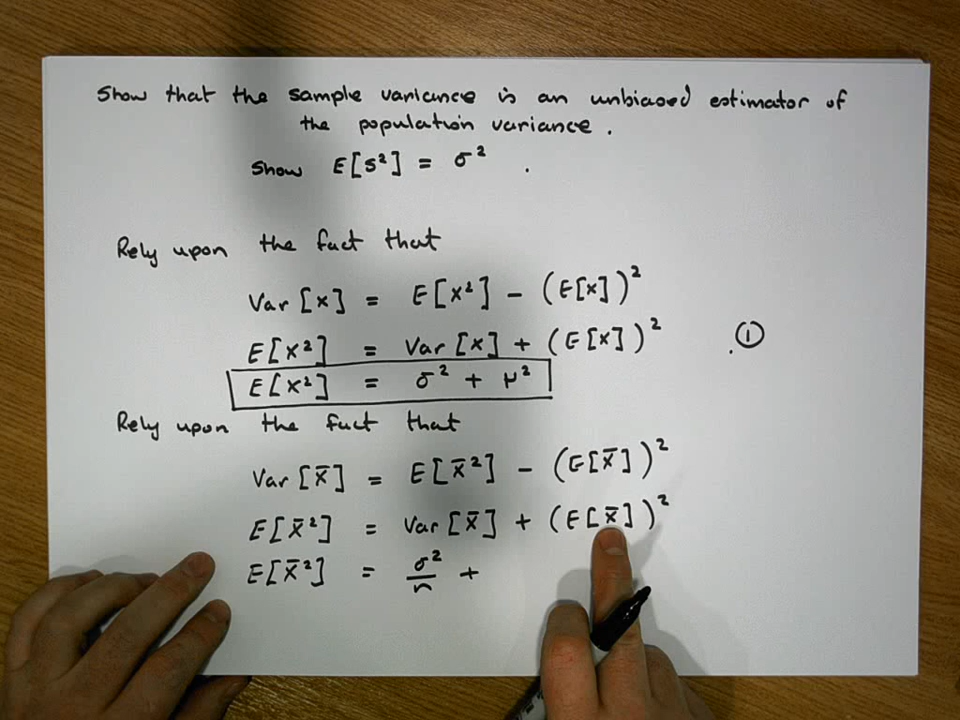 Show that the sample variance is an unbiased estimator of
the population variance.
Show E[s²] = σ².
Rely upon the fact that
Var[x] = E[x²] - (E[x])²
E[x²] = Var[x] + (E[x])² ①
E[x²] = σ² + μ²
Rely upon the fact that
Var[x̄] = E[x̄²] - (E[x̄])²
E[x̄²] = Var[x̄] + (E[x̄])²
E[x̄²] = σ²/n +